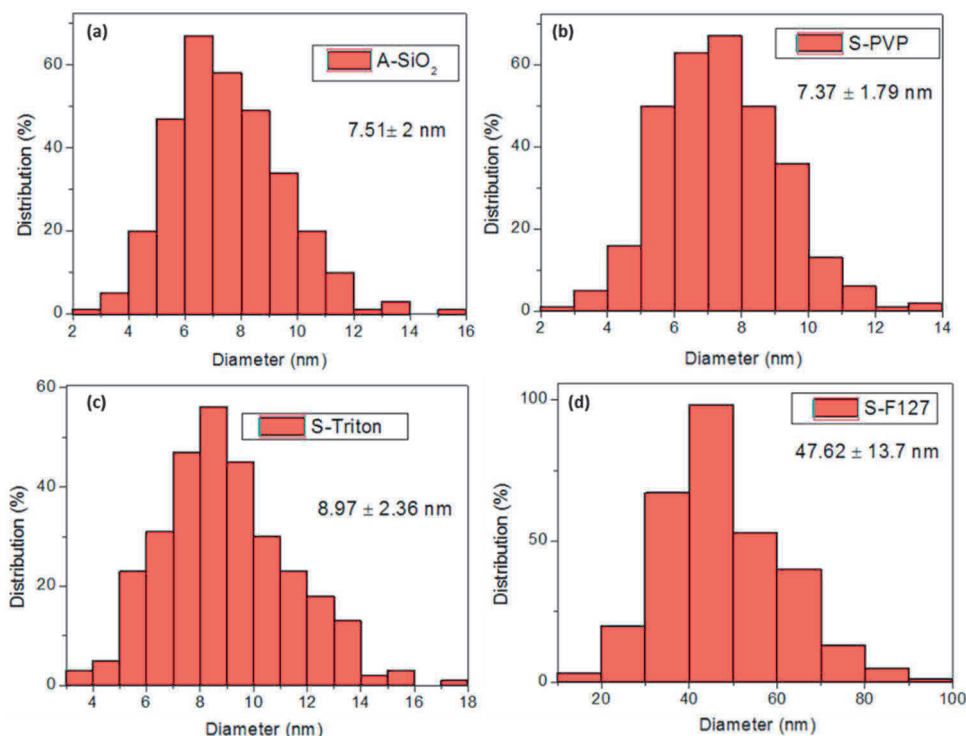 (a)
A-SiO₂
7.51± 2 nm
Distribution (%)
60
40
20
0
2 4 6 8 10 12 14 16
Diameter (nm)
(b)
S-PVP
7.37 ± 1.79 nm
Distribution (%)
60
40
20
0
2 4 6 8 10 12 14
Diameter (nm)
(c)
S-Triton
8.97 ± 2.36 nm
Distribution (%)
60
40
20
0
4 6 8 10 12 14 16 18
Diameter (nm)
(d)
S-F127
47.62 ± 13.7 nm
Distribution (%)
100
50
0
20 40 60 80 100
Diameter (nm)